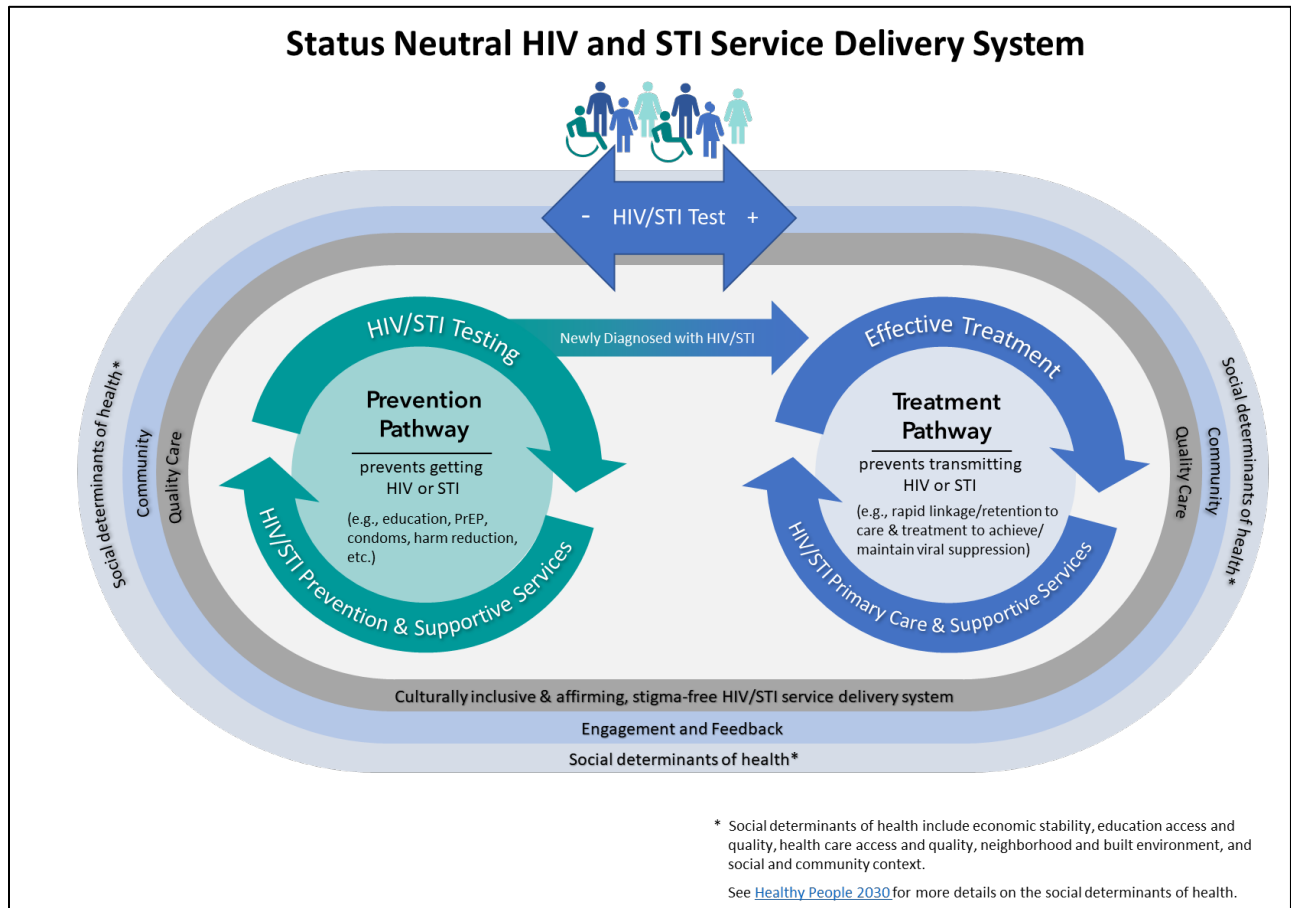 Status Neutral HIV and STI Service Delivery System
- HIV/STI Test +
HIV/STI Testing
Newly Diagnosed with HIV/STI
Effective Treatment
Prevention
Pathway
prevents getting
HIV or STI
(e.g., education, PrEP,
condoms, harm reduction,
etc.)
HIV/STI Prevention & Supportive Services
Treatment
Pathway
prevents transmitting
HIV or STI
(e.g., rapid linkage/retention to
care & treatment to achieve/
maintain viral suppression)
HIV/STI Primary Care & Supportive Services
Social determinants of health*
Community
Quality Care
Quality Care
Community
Social determinants of health*
Culturally inclusive & affirming, stigma-free HIV/STI service delivery system
Engagement and Feedback
Social determinants of health*
* Social determinants of health include economic stability, education access and
quality, health care access and quality, neighborhood and built environment, and
social and community context.
See Healthy People 2030 for more details on the social determinants of health.